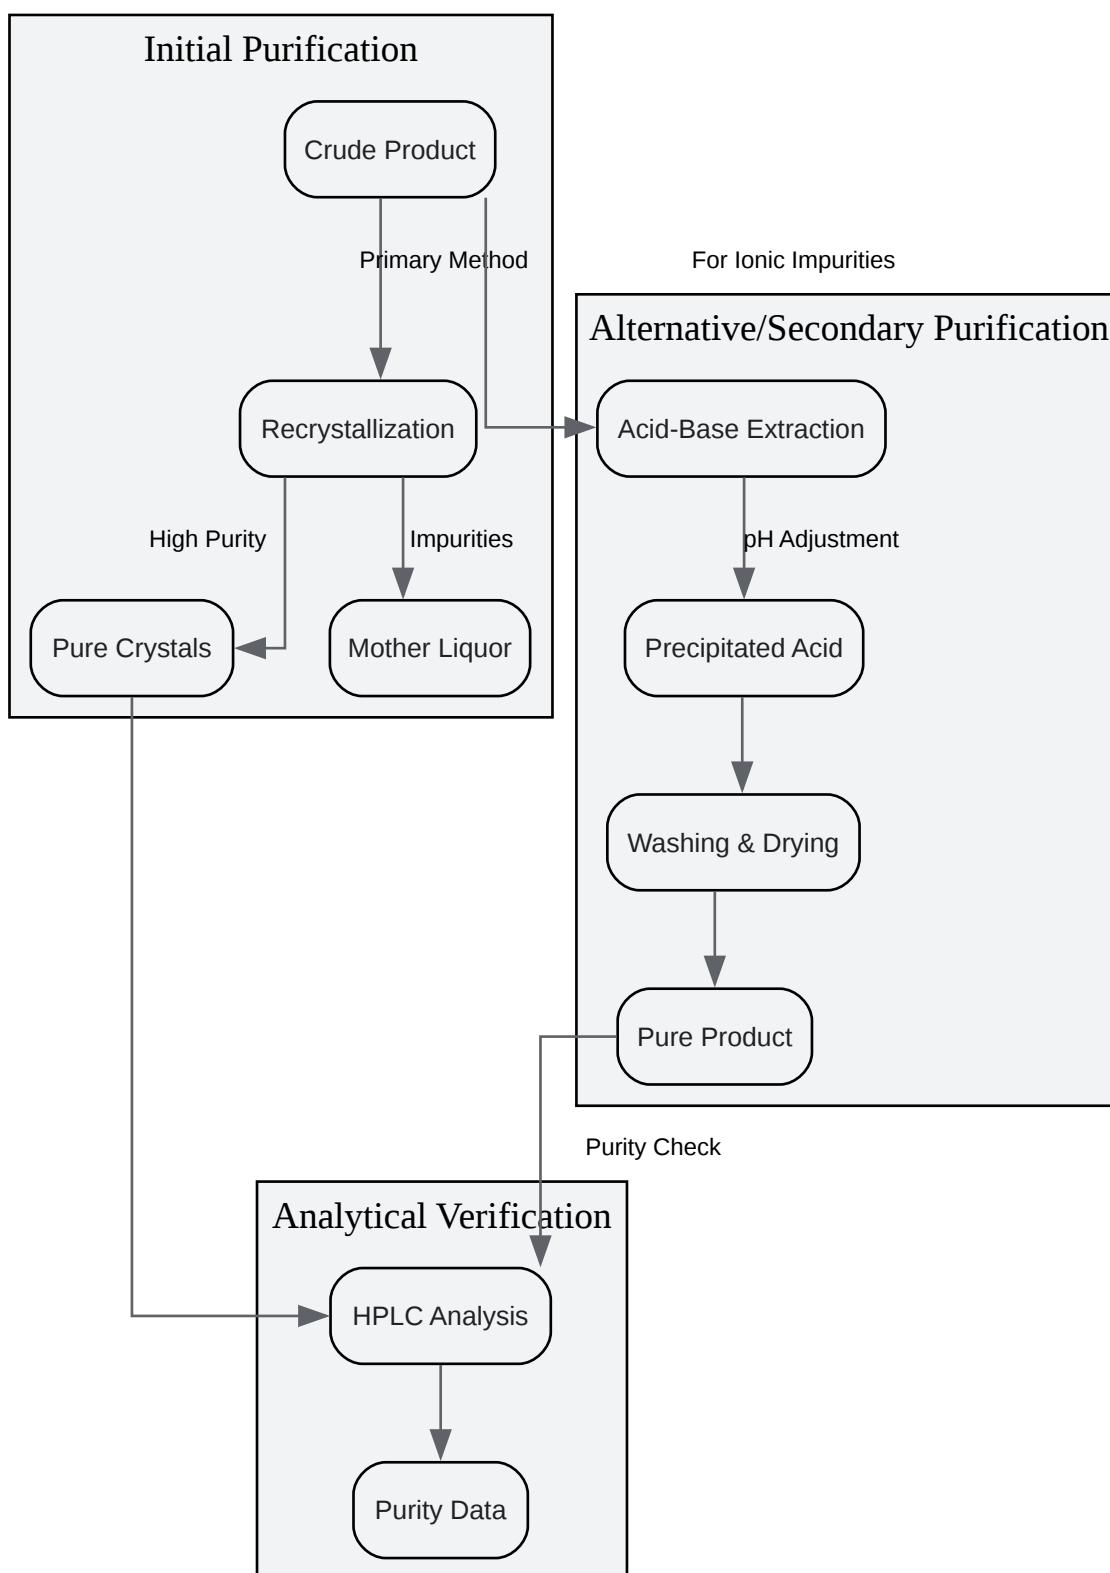 Initial Purification
Crude Product
Primary Method
For Ionic Impurities
Alternative/Secondary Purification
Recrystallization
Acid-Base Extraction
High Purity
Impurities
pH Adjustment
Pure Crystals
Mother Liquor
Precipitated Acid
Washing & Drying
Pure Product
Purity Check
Analytical Verification
HPLC Analysis
Purity Data